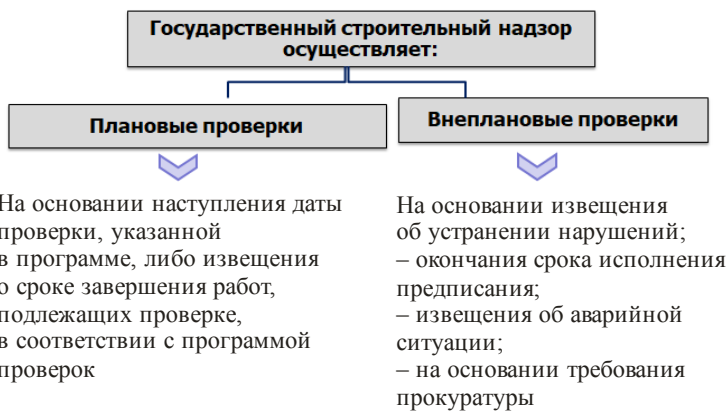 Государственный строительный надзор
осуществляет:
Плановые проверки
Внеплановые проверки
На основании наступления даты
проверки, указанной
в программе, либо извещения
о сроке завершения работ,
подлежащих проверке,
в соответствии с программой
проверок
На основании извещения
об устранении нарушений;
– окончания срока исполнения
предписания;
– извещения об аварийной
ситуации;
– на основании требования
прокуратуры